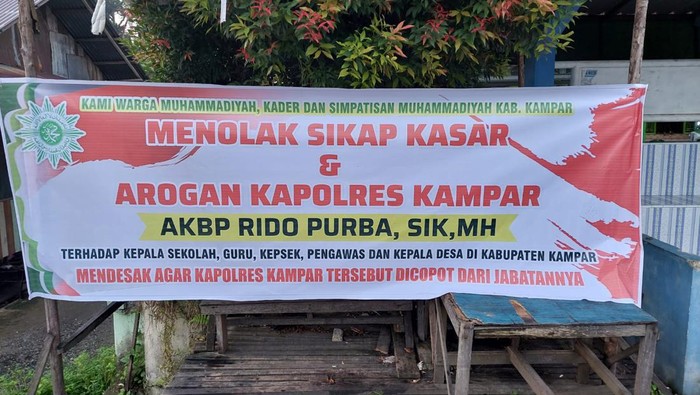 KAMI WARGA MUHAMMADIYAH, KADER DAN SIMPATISAN MUHAMMADIYAH KAB. KAMPAR
MENOLAK SIKAP KASAR
&
AROGAN KAPOLRES KAMPAR
AKBP RIDO PURBA, SIK,MH
TERHADAP KEPALA SEKOLAH, GURU, KEPSEK, PENGAWAS DAN KEPALA DESA DI KABUPATEN KAMPAR
MENDESAK AGAR KAPOLRES KAMPAR TERSEBUT DICOPOT DARI JABATANNYA